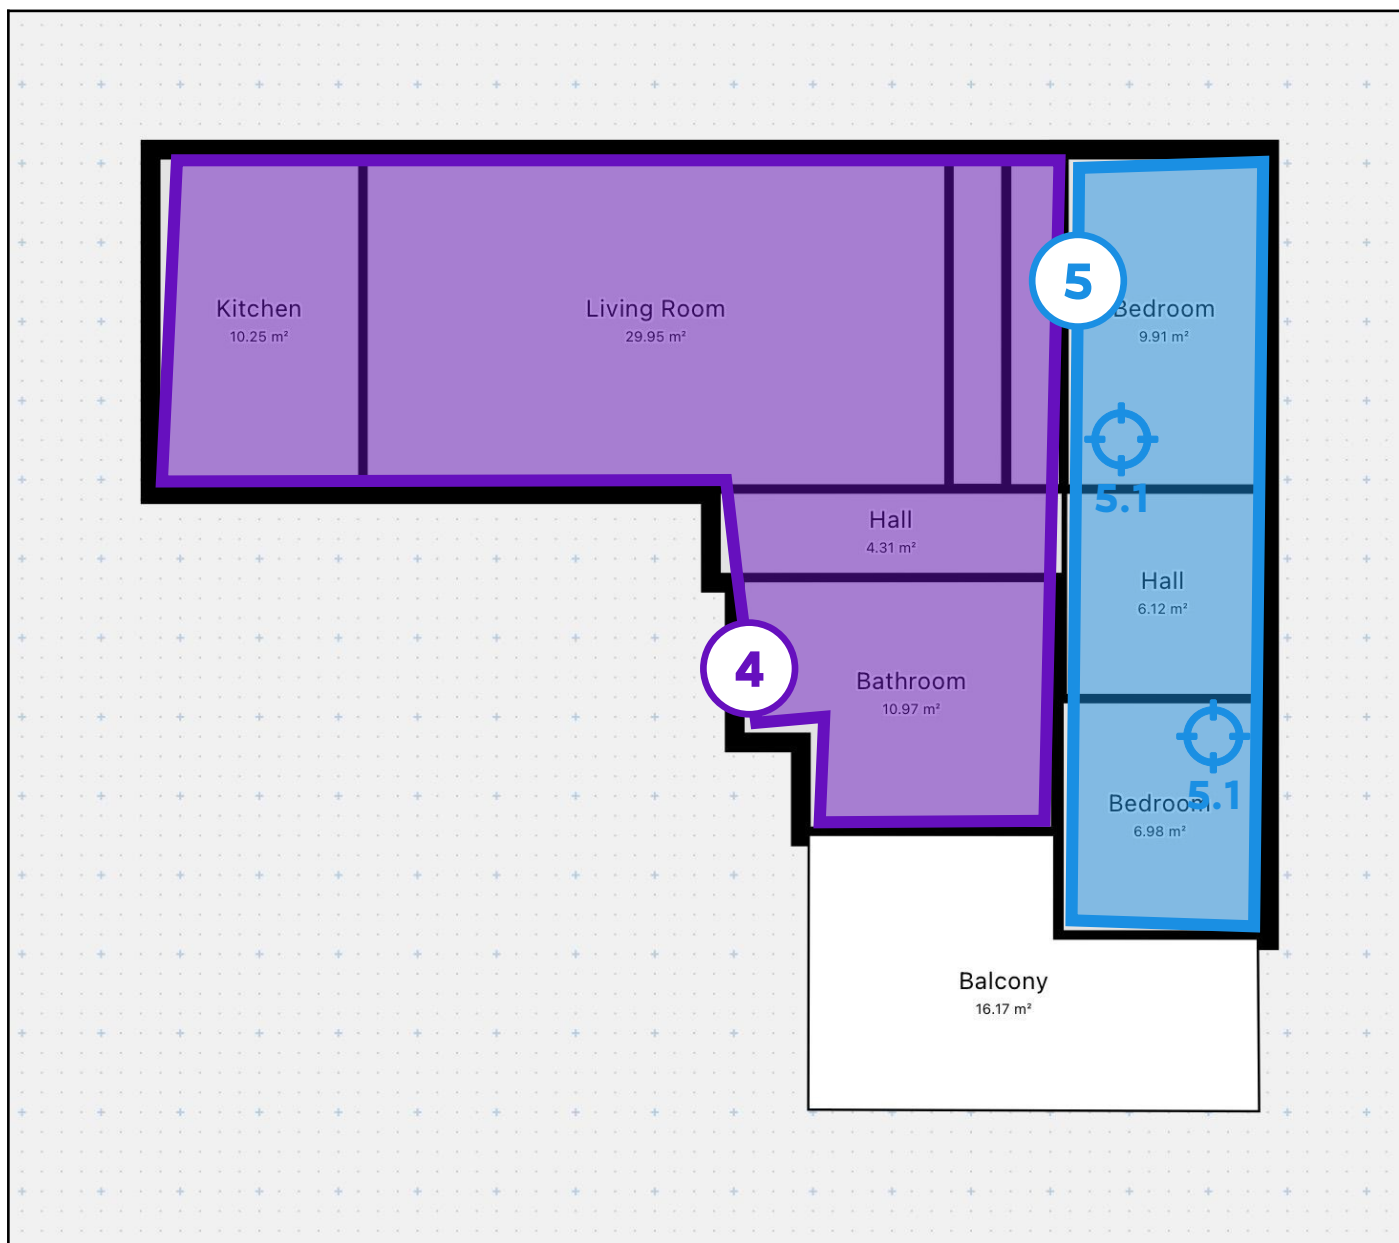 5
Kitchen
10.25 m²
Living Room
29.95 m²
Bedroom
9.91 m²
5.1
Hall
4.31 m²
Hall
6.12 m²
4
Bathroom
10.97 m²
5.1
Bedroom
6.98 m²
Balcony
16.17 m²